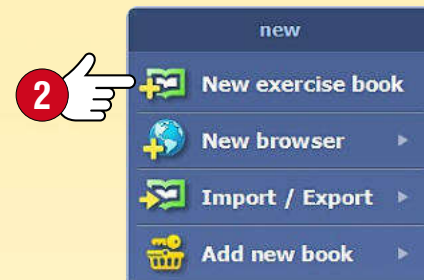 new
2
New exercise book
New browser
Import / Export
Add new book